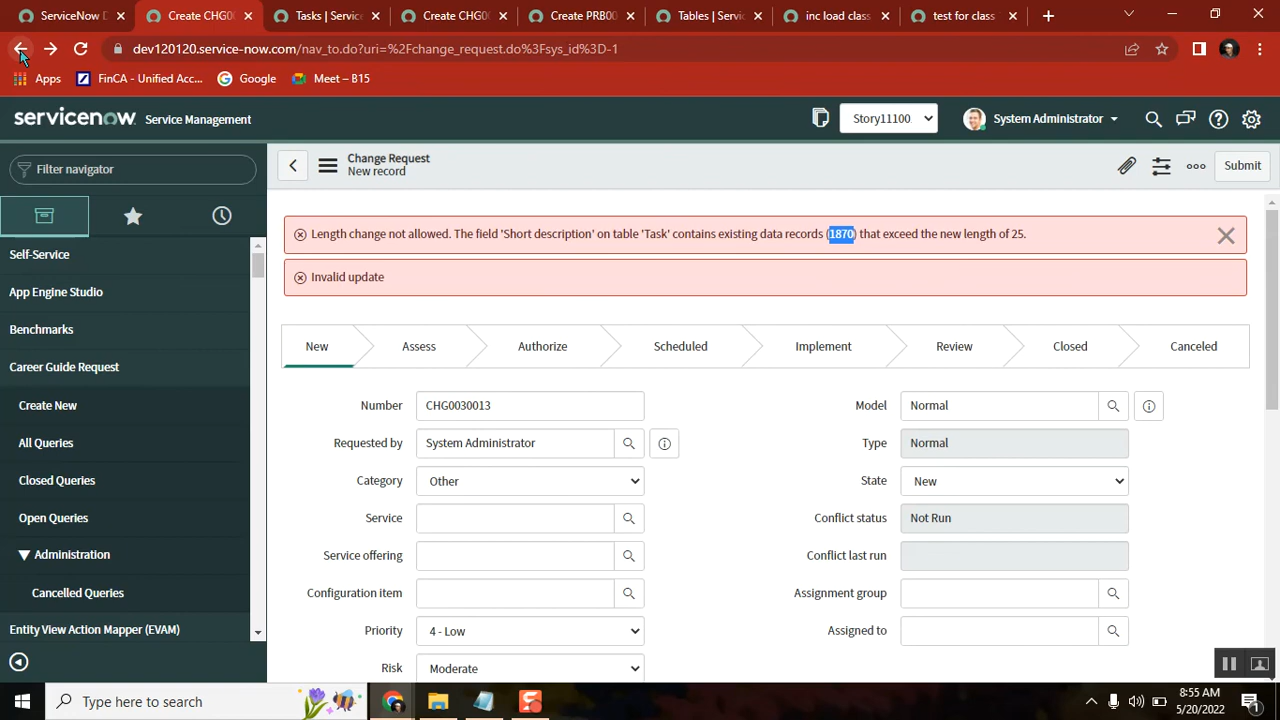 ServiceNow D
Create CHG0
Tasks | Servic
Create CHG0
Create PRB00
Tables | Servi
inc load class
test for class
dev120120.service-now.com/nav_to.do?uri=%2Fchange_request.do%3Fsys_id%3D-1
Apps
FinCA - Unified Acc...
Google
Meet – B15
servicenow
Service Management
Story11100
System Administrator
Filter navigator
Change Request
New record
Submit
Self-Service
App Engine Studio
Benchmarks
Career Guide Request
Create New
All Queries
Closed Queries
Open Queries
Administration
Cancelled Queries
Entity View Action Mapper (EVAM)
Length change not allowed. The field 'Short description' on table 'Task' contains existing data records (1870) that exceed the new length of 25.
Invalid update
New
Assess
Authorize
Scheduled
Implement
Review
Closed
Canceled
Number
CHG0030013
Model
Normal
Requested by
System Administrator
Type
Normal
Category
Other
State
New
Service
Conflict status
Not Run
Service offering
Conflict last run
Configuration item
Assignment group
Priority
4 - Low
Assigned to
Risk
Moderate
Type here to search
8:55 AM
5/20/2022
1